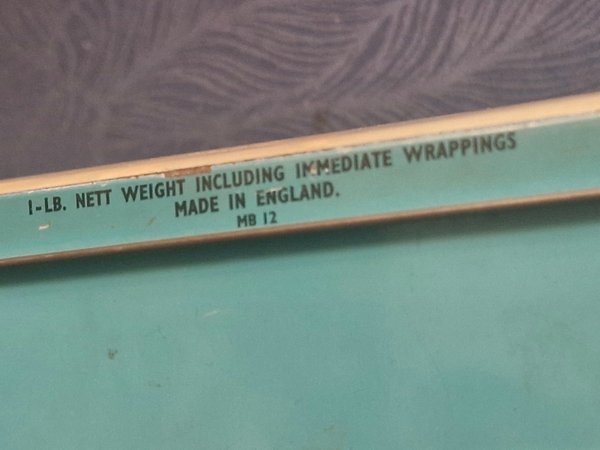 1-LB. NETT WEIGHT INCLUDING IMMEDIATE WRAPPINGS
MADE IN ENGLAND.
MB 12